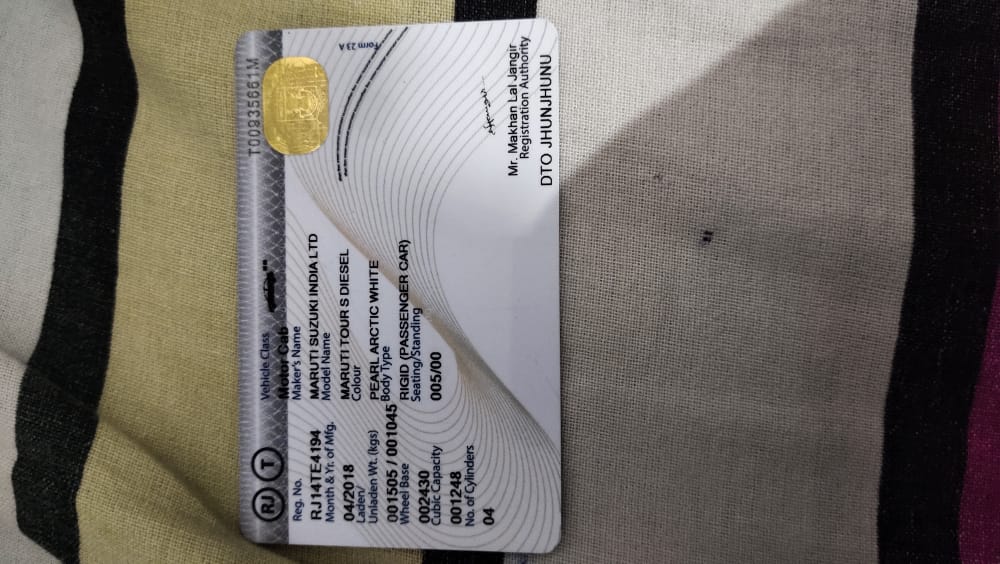 RJ T
T00935661M
Form 23 A
Vehicle Class
Motor Cab
Reg. No.
RJ14TE4194
Maker's Name
MARUTI SUZUKI INDIA LTD
Month & Yr. of Mfg.
04/2018
Model Name
MARUTI TOUR S DIESEL
Laden/
Unladen Wt. (kgs)
001505 / 001045
Colour
PEARL ARCTIC WHITE
Wheel Base
002430
Body Type
RIGID (PASSENGER CAR)
Cubic Capacity
001248
Seating/Standing
005/00
No. of Cylinders
04
Mr. Makhan Lal Jangir
Registration Authority
DTO JHUNJHUNU